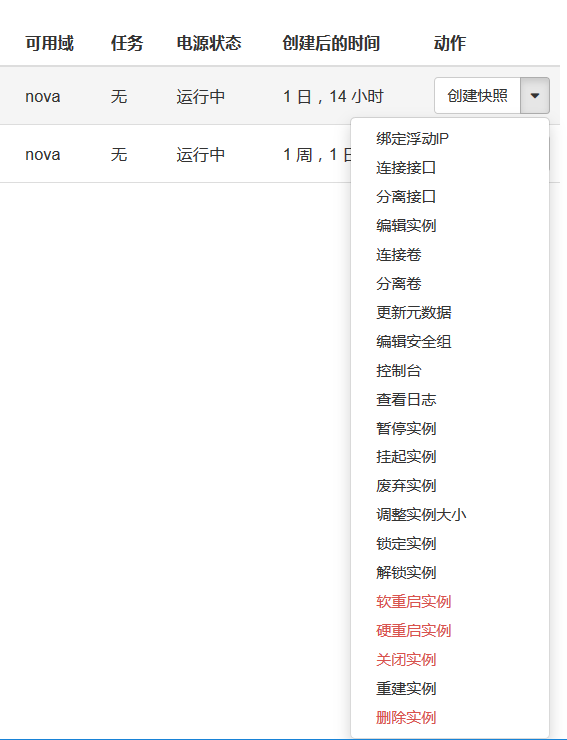 可用域 任务 电源状态 创建后的时间 动作
nova 无 运行中 1 日，14 小时 创建快照
nova 无 运行中 1 周，1 日
绑定浮动IP
连接接口
分离接口
编辑实例
连接卷
分离卷
更新元数据
编辑安全组
控制台
查看日志
暂停实例
挂起实例
废弃实例
调整实例大小
锁定实例
解锁实例
软重启实例
硬重启实例
关闭实例
重建实例
删除实例